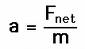 a = F_net / m